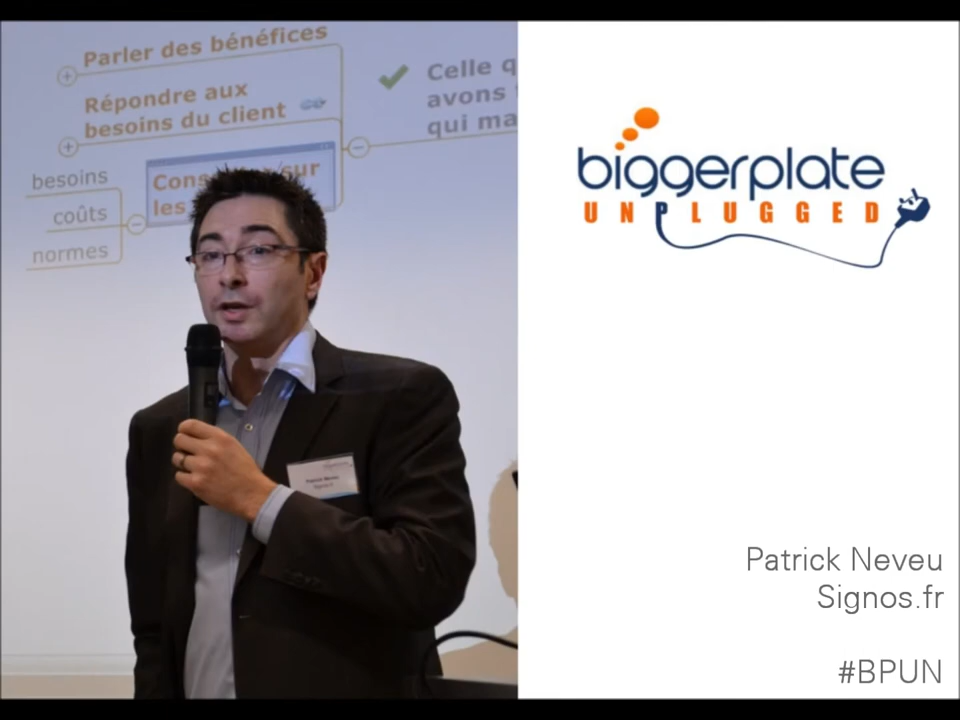 Parler des bénéfices
Répondre aux
besoins du client
Celle q
avons
qui ma
besoins
coûts
normes
les
biggerplate
UNPLUGGED
Patrick Neveu
Signos.fr
#BPUN